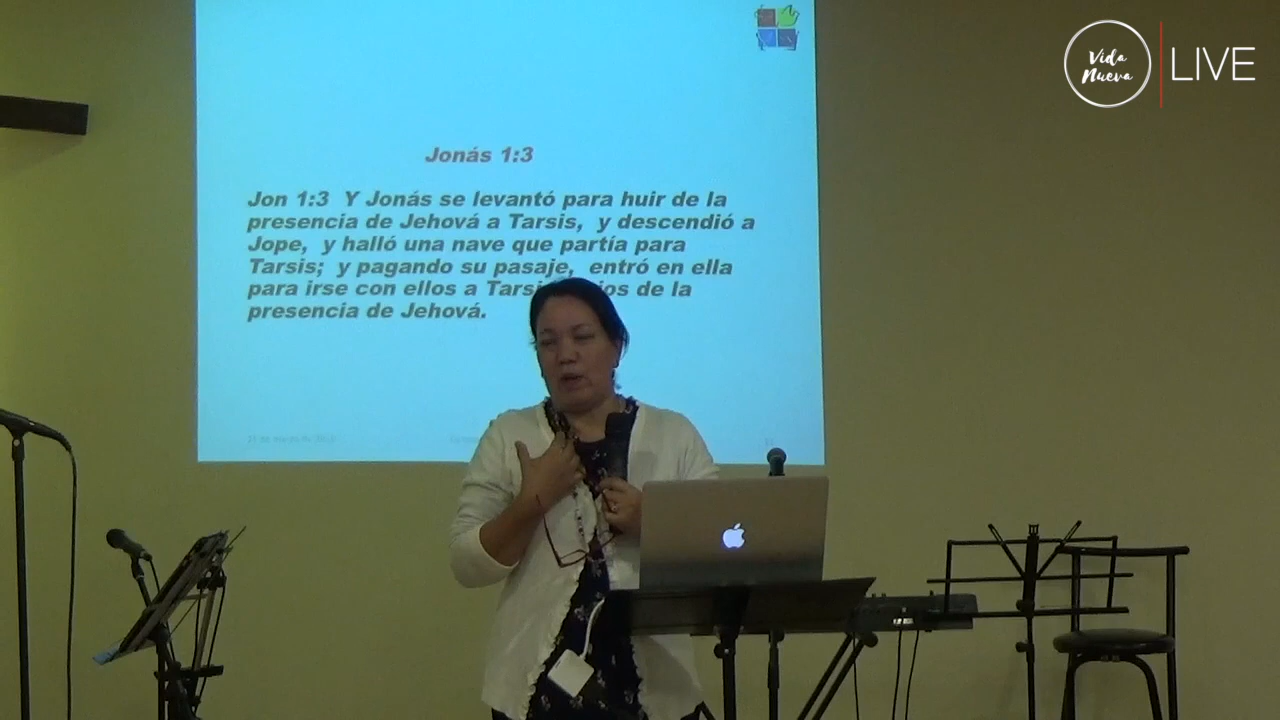 Vida
Nueva
LIVE
Jonás 1:3
Jon 1:3 Y Jonás se levantó para huir de la
presencia de Jehová a Tarsis, y descendió a
Jope, y halló una nave que partía para
Tarsis; y pagando su pasaje, entró en ella
para irse con ellos a de la
presencia de Jehová.